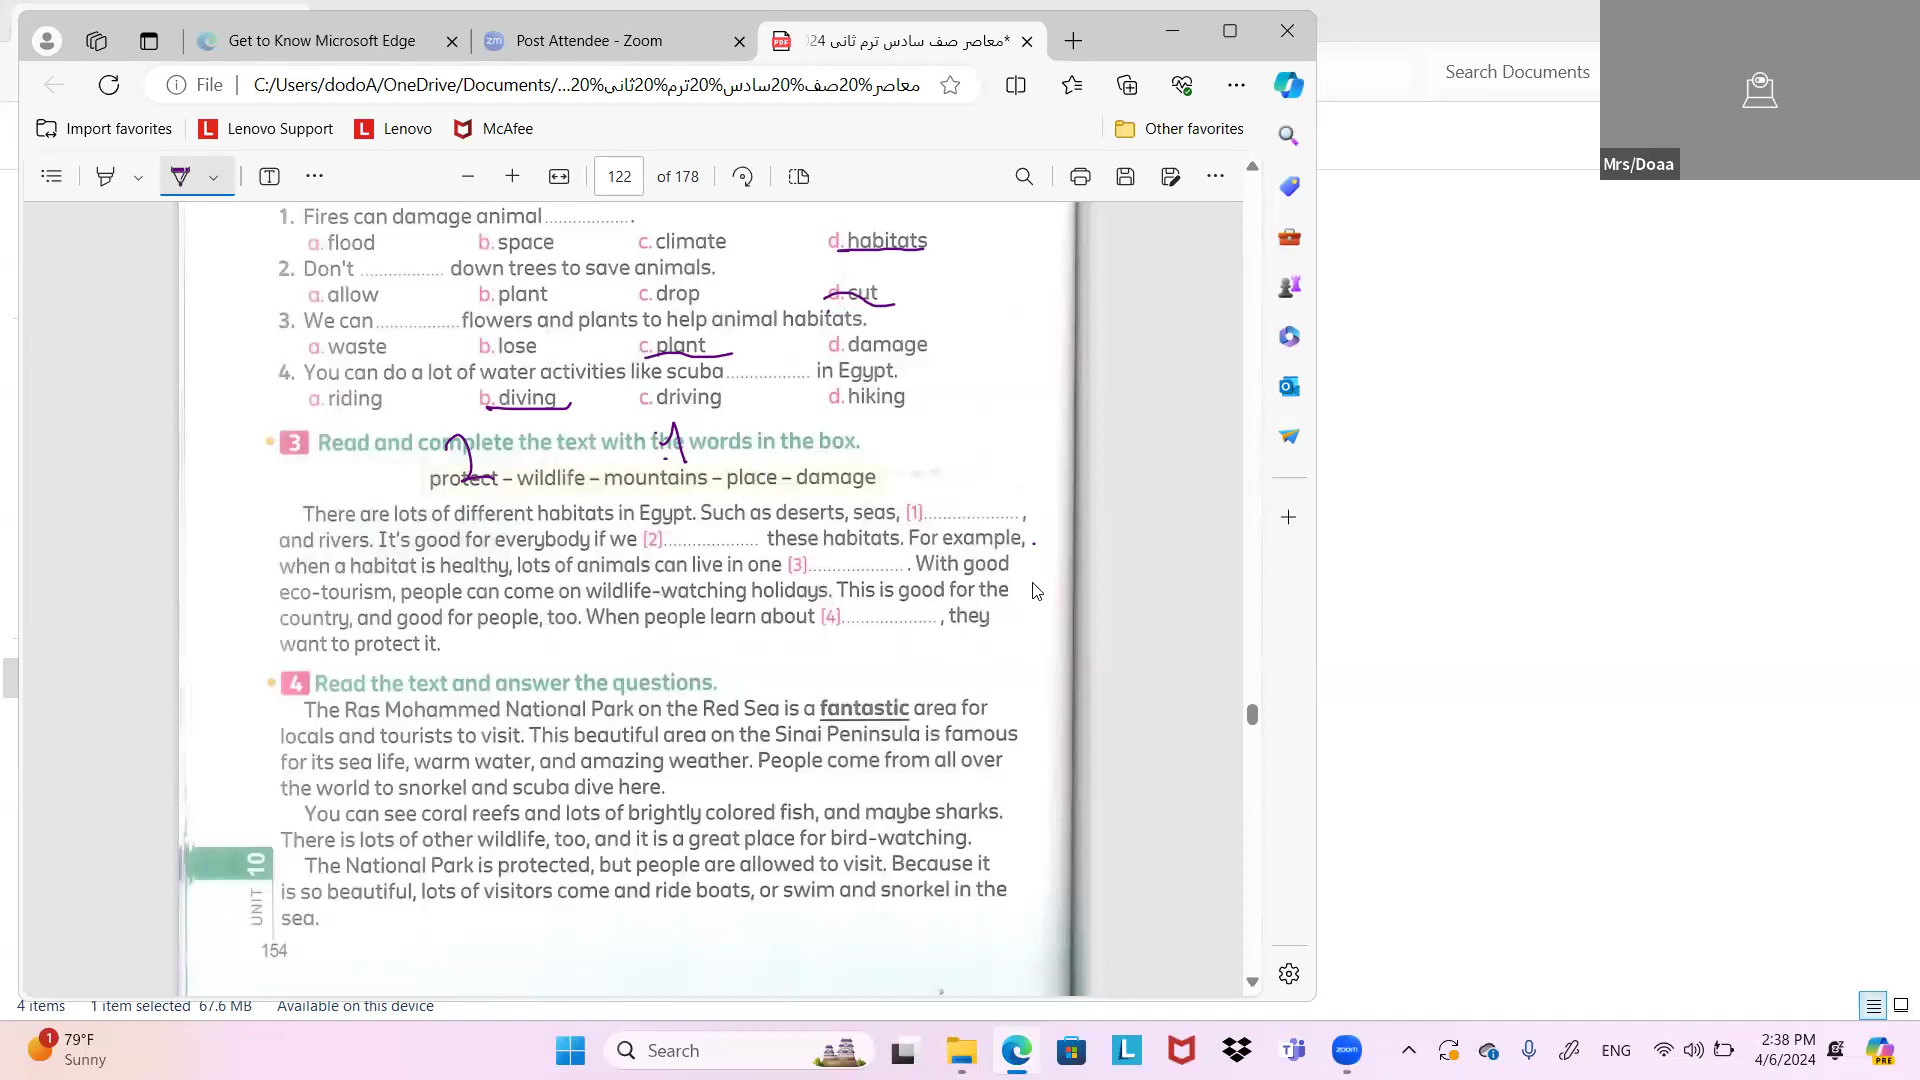 Get to Know Microsoft Edge
zm Post Attendee - Zoom
PDF *معاصر صف سادس ترم ثانى 024
Search Documents
File C:/Users/dodoA/OneDrive/Documents/...20%معاصر%20صف%20سادس%20ترم%20ثانى%20
Import favorites
L Lenovo Support
L Lenovo
McAfee
Other favorites
Mrs/Doaa
122 of 178
1. Fires can damage animal ............... .
a. flood b. space c. climate d. habitats
2. Don't ............... down trees to save animals.
a. allow b. plant c. drop d. cut
3. We can ............... flowers and plants to help animal habitats.
a. waste b. lose c. plant d. damage
4. You can do a lot of water activities like scuba ............... in Egypt.
a. riding b. diving c. driving d. hiking
3 Read and complete the text with the words in the box.
2 1
protect – wildlife – mountains – place – damage
There are lots of different habitats in Egypt. Such as deserts, seas, (1)................... ,
and rivers. It's good for everybody if we (2)................... these habitats. For example,
when a habitat is healthy, lots of animals can live in one (3)................... . With good
eco-tourism, people can come on wildlife-watching holidays. This is good for the
country, and good for people, too. When people learn about (4)................... , they
want to protect it.
4 Read the text and answer the questions.
The Ras Mohammed National Park on the Red Sea is a fantastic area for
locals and tourists to visit. This beautiful area on the Sinai Peninsula is famous
for its sea life, warm water, and amazing weather. People come from all over
the world to snorkel and scuba dive here.
You can see coral reefs and lots of brightly colored fish, and maybe sharks.
There is lots of other wildlife, too, and it is a great place for bird-watching.
The National Park is protected, but people are allowed to visit. Because it
is so beautiful, lots of visitors come and ride boats, or swim and snorkel in the
sea.
UNIT 10
154
4 items 1 item selected 67.6 MB Available on this device
1 79°F
Sunny
Search
L
zoom
ENG
2:38 PM
4/6/2024
PRE